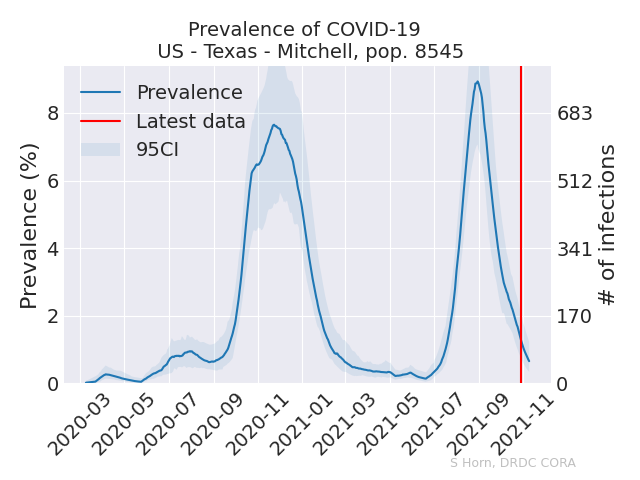 Prevalence of COVID-19
US - Texas - Mitchell, pop. 8545
Prevalence
Latest data
95CI
Prevalence (%)
8
6
4
2
0
# of infections
683
512
341
170
0
2020-03
2020-05
2020-07
2020-09
2020-11
2021-01
2021-03
2021-05
2021-07
2021-09
2021-11
S Horn, DRDC CORA